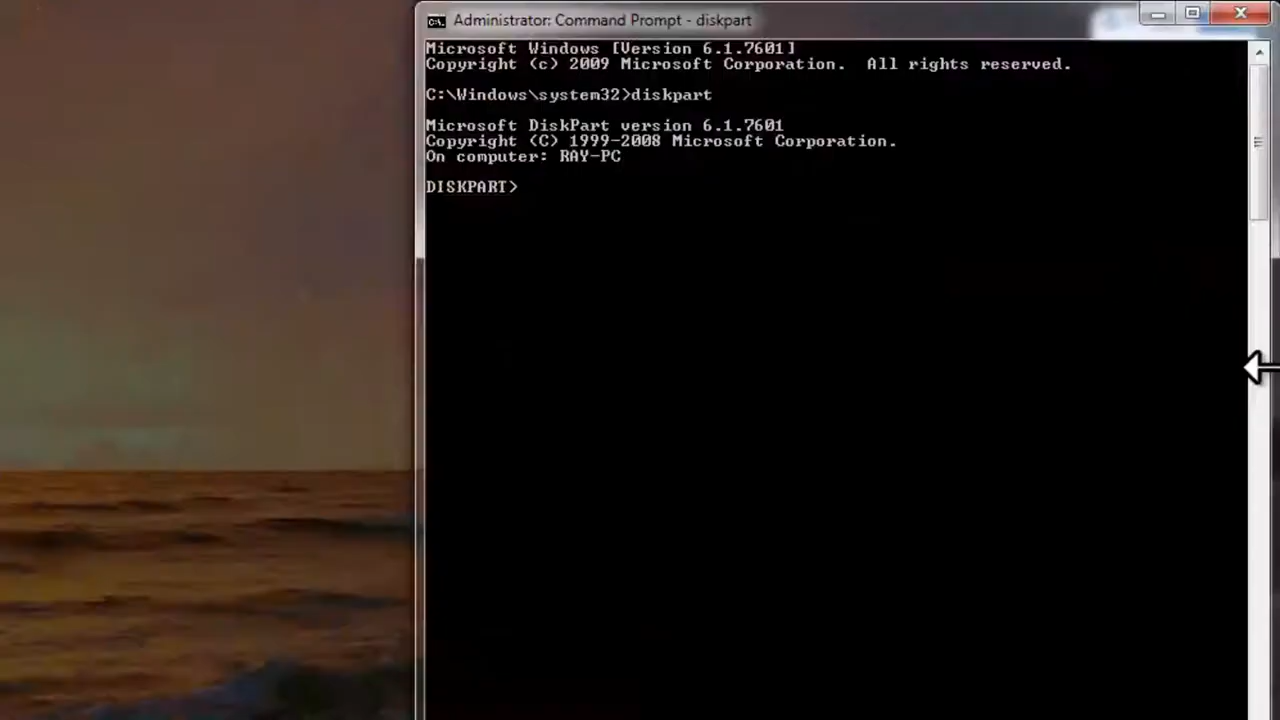 Administrator: Command Prompt - diskpart
Microsoft Windows [Version 6.1.7601]
Copyright (c) 2009 Microsoft Corporation.  All rights reserved.
C:\Windows\system32>diskpart
Microsoft DiskPart version 6.1.7601
Copyright (C) 1999-2008 Microsoft Corporation.
On computer: RAY-PC
DISKPART>